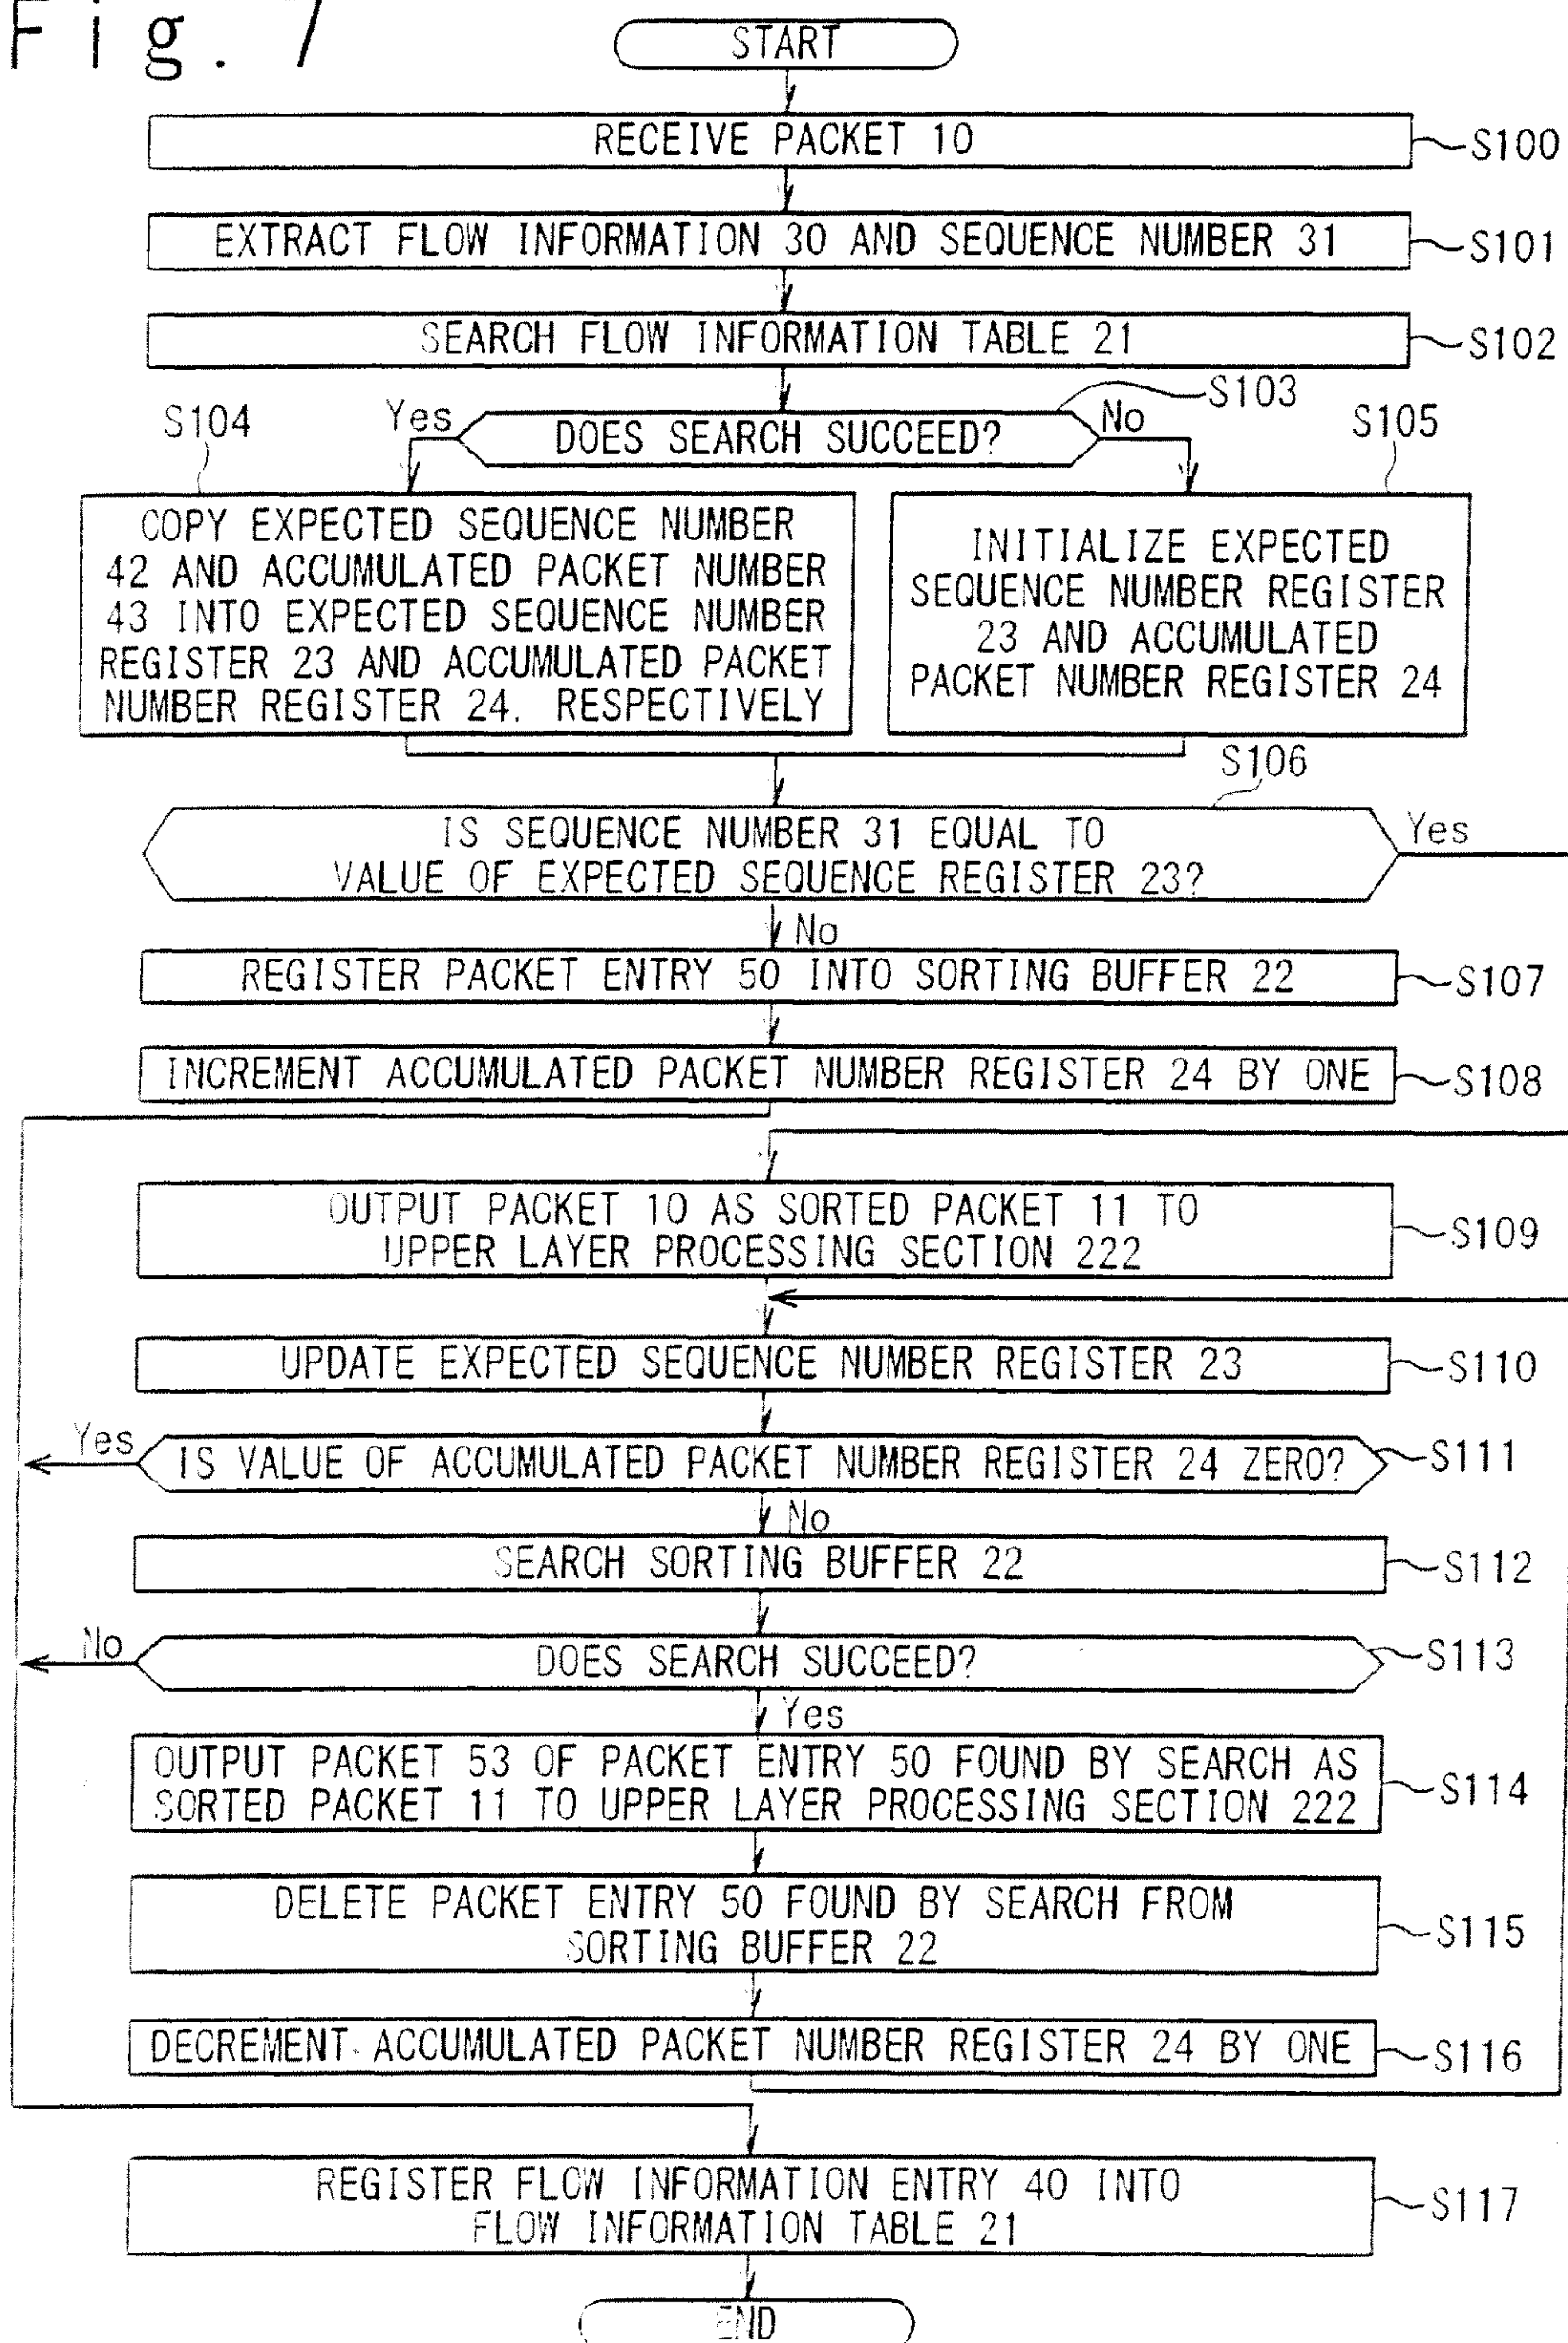 Fig. 7
START
RECEIVE PACKET 10
S100
EXTRACT FLOW INFORMATION 30 AND SEQUENCE NUMBER 31
S101
SEARCH FLOW INFORMATION TABLE 21
S102
S103
S104
Yes
DOES SEARCH SUCCEED?
No
S105
COPY EXPECTED SEQUENCE NUMBER
42 AND ACCUMULATED PACKET NUMBER
43 INTO EXPECTED SEQUENCE NUMBER
REGISTER 23 AND ACCUMULATED PACKET
NUMBER REGISTER 24. RESPECTIVELY
INITIALIZE EXPECTED
SEQUENCE NUMBER REGISTER
23 AND ACCUMULATED
PACKET NUMBER REGISTER 24
S106
IS SEQUENCE NUMBER 31 EQUAL TO
VALUE OF EXPECTED SEQUENCE REGISTER 23?
Yes
No
REGISTER PACKET ENTRY 50 INTO SORTING BUFFER 22
S107
INCREMENT ACCUMULATED PACKET NUMBER REGISTER 24 BY ONE
S108
OUTPUT PACKET 10 AS SORTED PACKET 11 TO
UPPER LAYER PROCESSING SECTION 222
S109
UPDATE EXPECTED SEQUENCE NUMBER REGISTER 23
S110
Yes
IS VALUE OF ACCUMULATED PACKET NUMBER REGISTER 24 ZERO?
S111
No
SEARCH SORTING BUFFER 22
S112
No
DOES SEARCH SUCCEED?
S113
Yes
OUTPUT PACKET 53 OF PACKET ENTRY 50 FOUND BY SEARCH AS
SORTED PACKET 11 TO UPPER LAYER PROCESSING SECTION 222
S114
DELETE PACKET ENTRY 50 FOUND BY SEARCH FROM
SORTING BUFFER 22
S115
DECREMENT ACCUMULATED PACKET NUMBER REGISTER 24 BY ONE
S116
REGISTER FLOW INFORMATION ENTRY 40 INTO
FLOW INFORMATION TABLE 21
S117
END